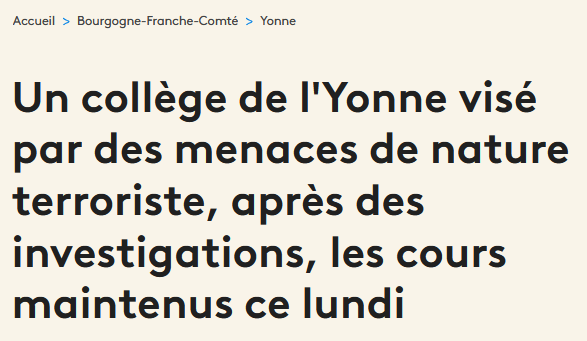 Accueil > Bourgogne-Franche-Comté > Yonne
Un collège de l'Yonne visé
par des menaces de nature
terroriste, après des
investigations, les cours
maintenus ce lundi